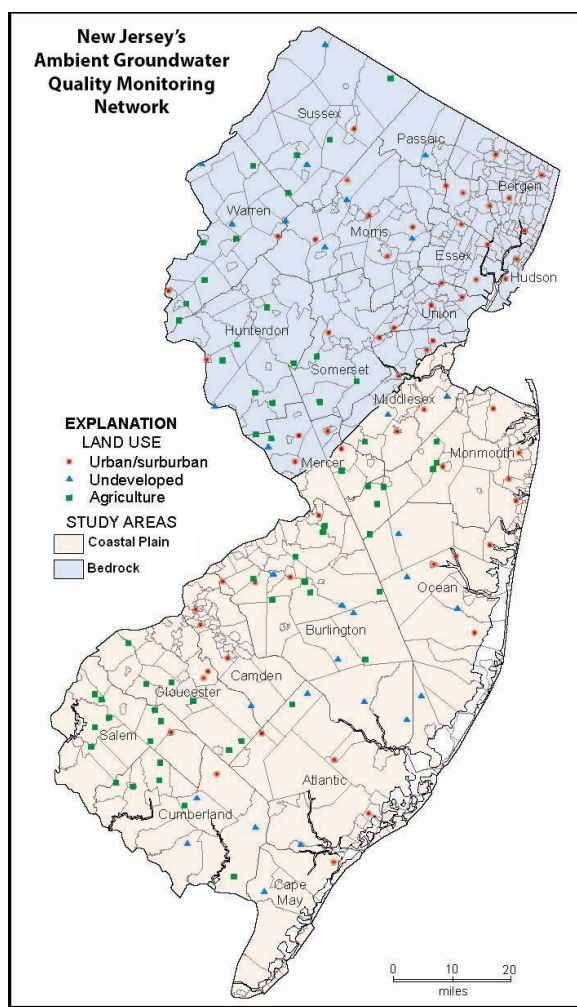 New Jersey's
Ambient Groundwater
Quality Monitoring
Network
Sussex
Passaic
Bergen
Warren
Morris
Essex
Hudson
Union
Hunterdon
Somerset
Middlesex
EXPLANATION
LAND USE
Urban/surburban
Undeveloped
Agriculture
STUDY AREAS
Coastal Plain
Bedrock
Monmouth
Mercer
Ocean
Burlington
Camden
Gloucester
Salem
Atlantic
Cumberland
Cape
May
0 10 20
miles